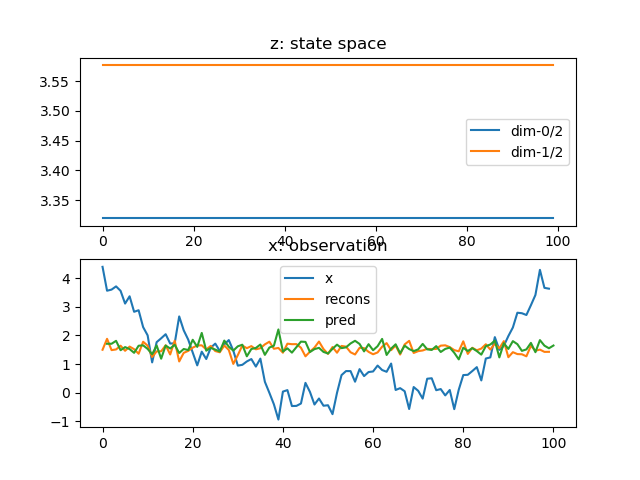 z: state space
3.55
3.50
3.45
3.40
3.35
dim-0/2
dim-1/2
0 20 40 60 80 100
x: observation
4
3
2
1
0
−1
x
recons
pred
0 20 40 60 80 100